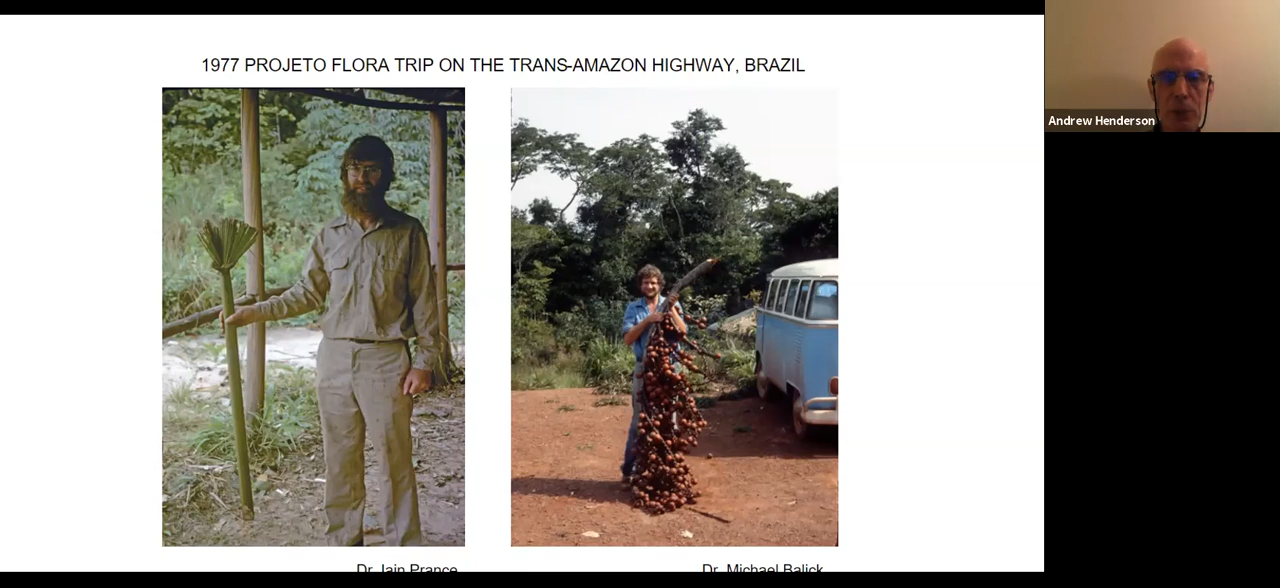 1977 PROJETO FLORA TRIP ON THE TRANS-AMAZON HIGHWAY, BRAZIL
Andrew Henderson
Dr. Iain Prance
Dr. Michael Balick